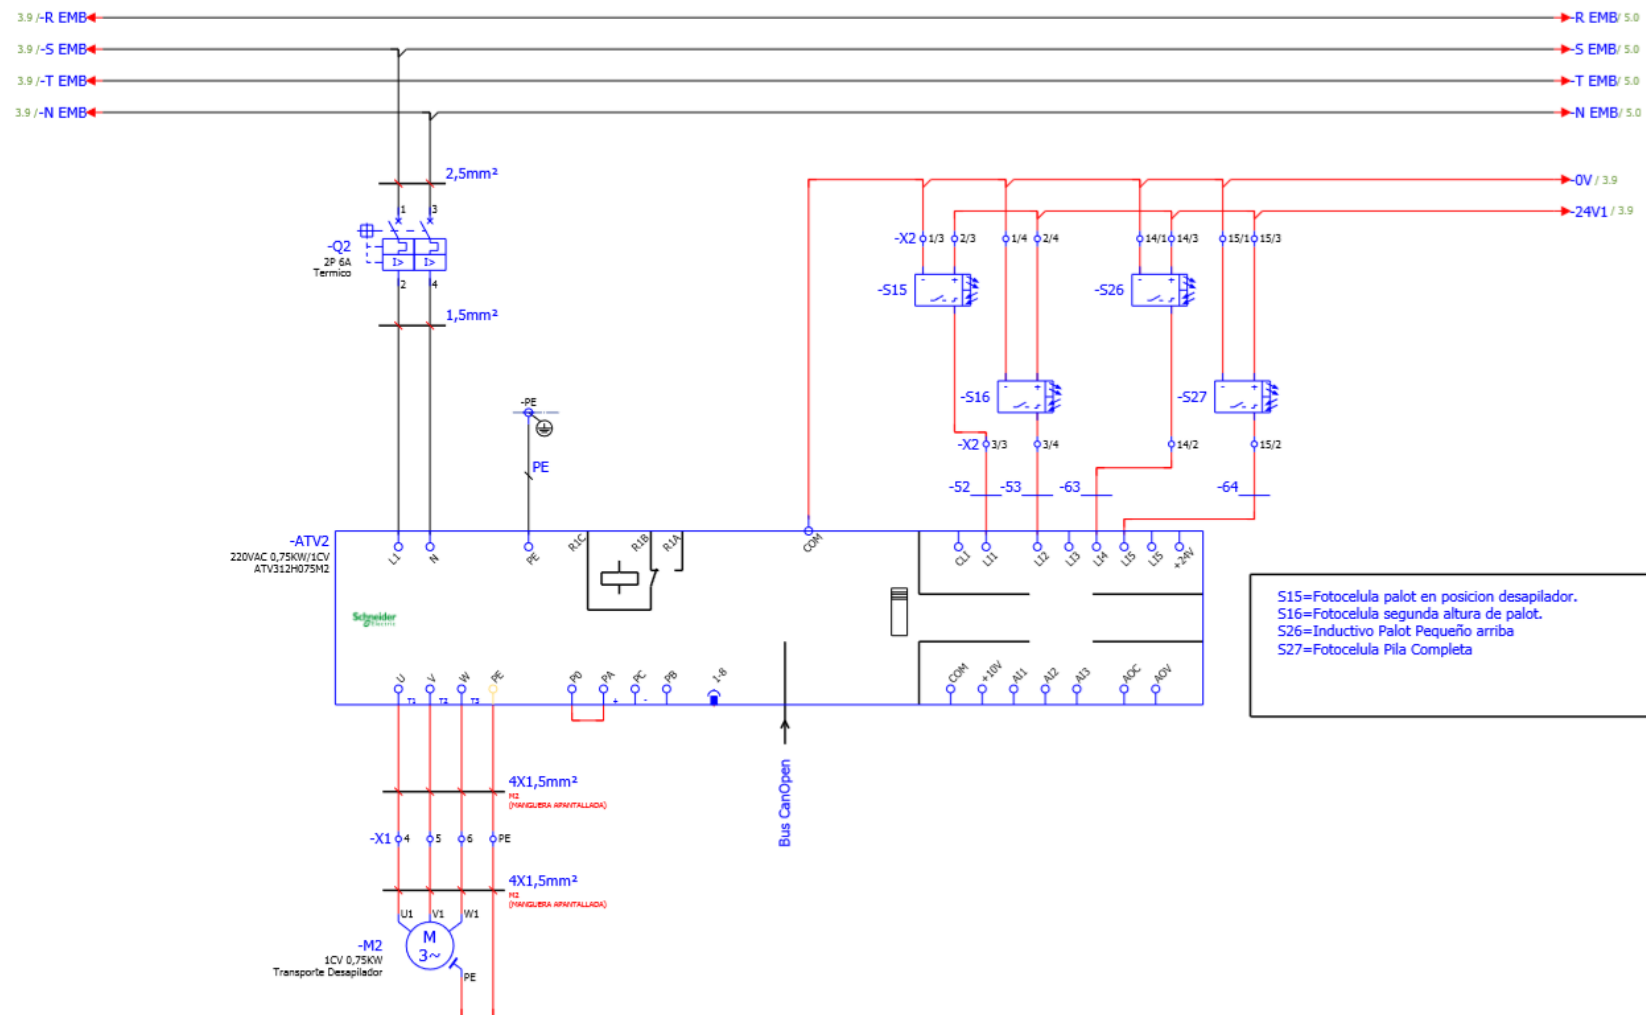 3.9 /-R EMB
-R EMB/ 5.0
3.9 /-S EMB
-S EMB/ 5.0
3.9 /-T EMB
-T EMB/ 5.0
3.9 /-N EMB
-N EMB/ 5.0
2,5mm²
-0V / 3.9
-24V1 / 3.9
1 3
-Q2
2P 6A
Termico
I> I>
2 4
-X2 1/3 2/3 1/4 2/4 14/1 14/3 15/1 15/3
-S15
-S26
1,5mm²
-S16
-S27
-PE
PE
-X2 3/3 3/4 14/2 15/2
-52 -53 -63 -64
-ATV2
220VAC 0,75KW/1CV
ATV312H075M2
L1 N PE R1C R1B R1A COM CLI LI1 LI2 LI3 LI4 LI5 LI5 +24V
Schneider
Electric
S15=Fotocelula palot en posicion desapilador.
S16=Fotocelula segunda altura de palot.
S26=Inductivo Palot Pequeño arriba
S27=Fotocelula Pila Completa
U V W PE P0 PA PC PB 1-8 COM +10V AI1 AI2 AI3 AOC AOV
T1 T2 T3 + -
4X1,5mm²
M2
(MANGUERA APANTALLADA)
Bus CanOpen
-X1 4 5 6 PE
4X1,5mm²
M2
(MANGUERA APANTALLADA)
U1 V1 W1
-M2
1CV 0,75KW
Transporte Desapilador
M
3~
PE